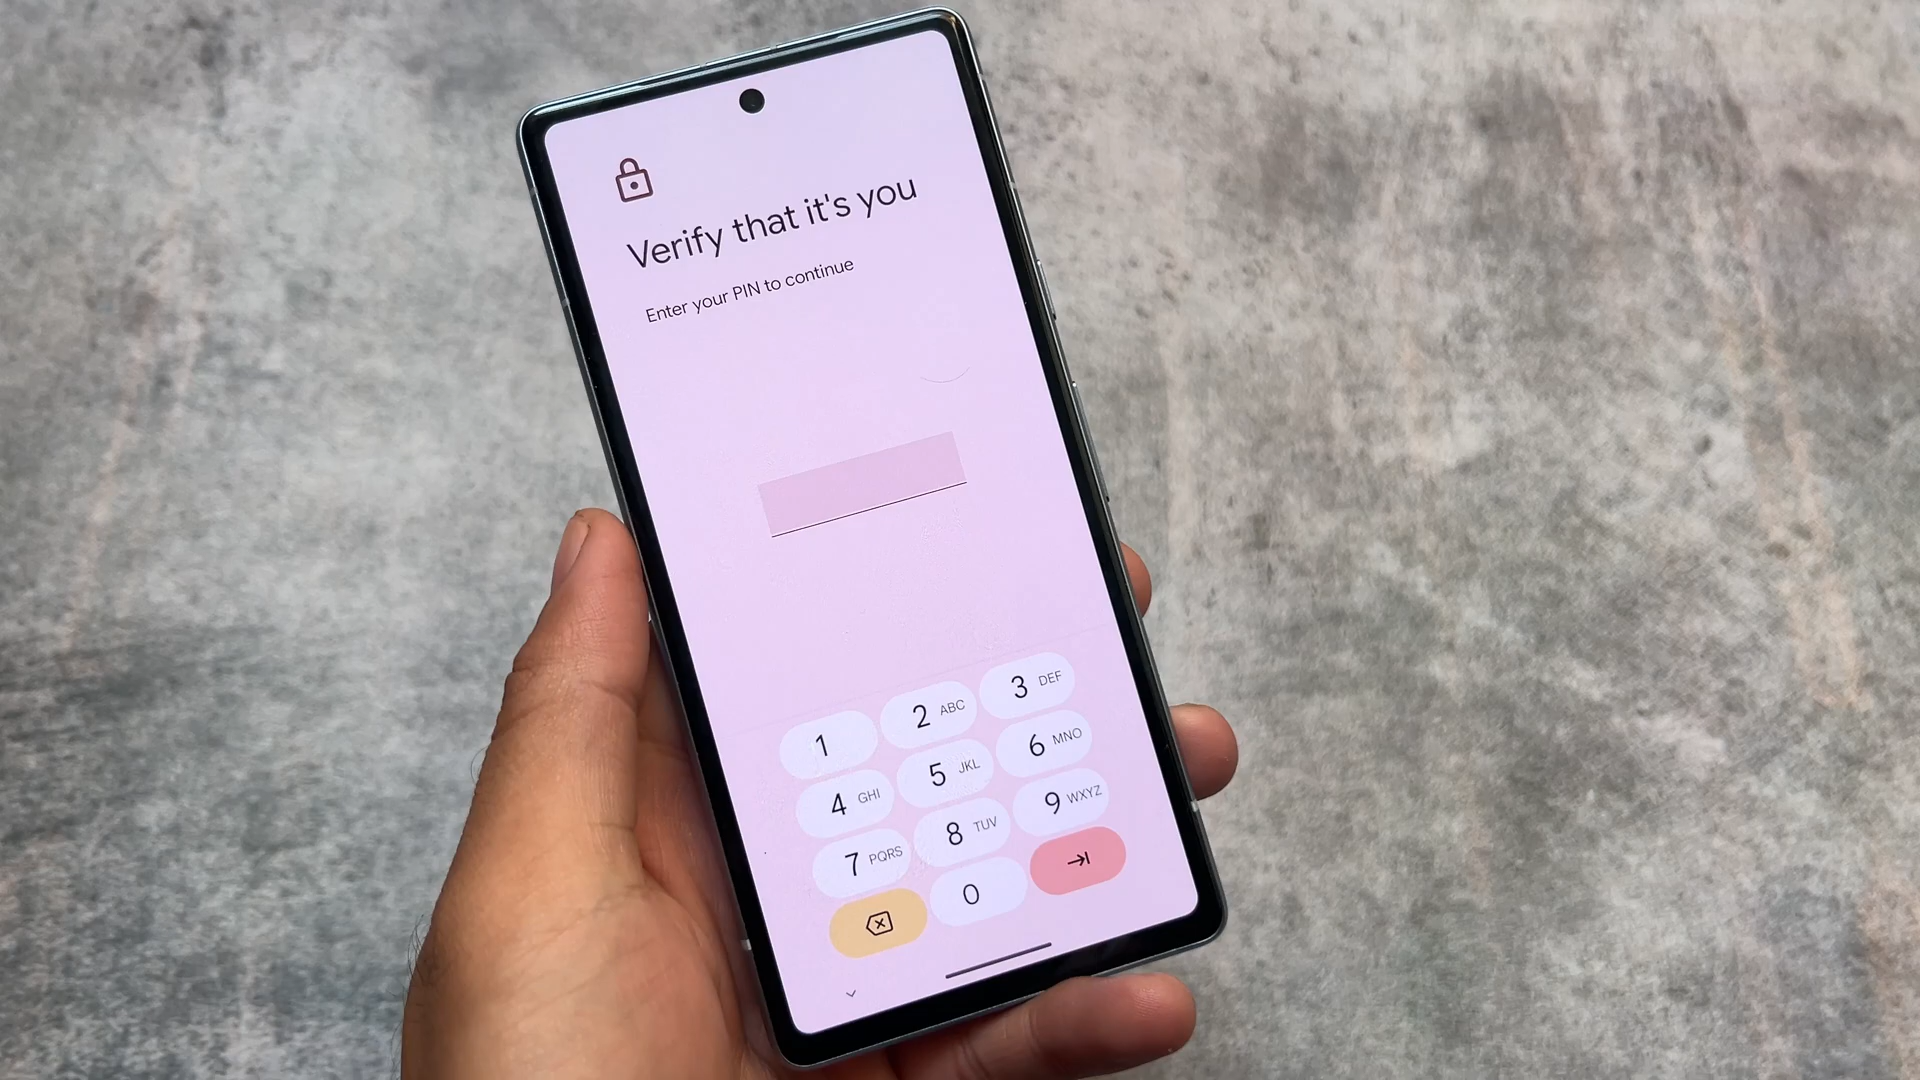 Verify that it's you
Enter your PIN to continue
1
2 ABC
3 DEF
4 GHI
5 JKL
6 MNO
7 PQRS
8 TUV
9 WXYZ
0